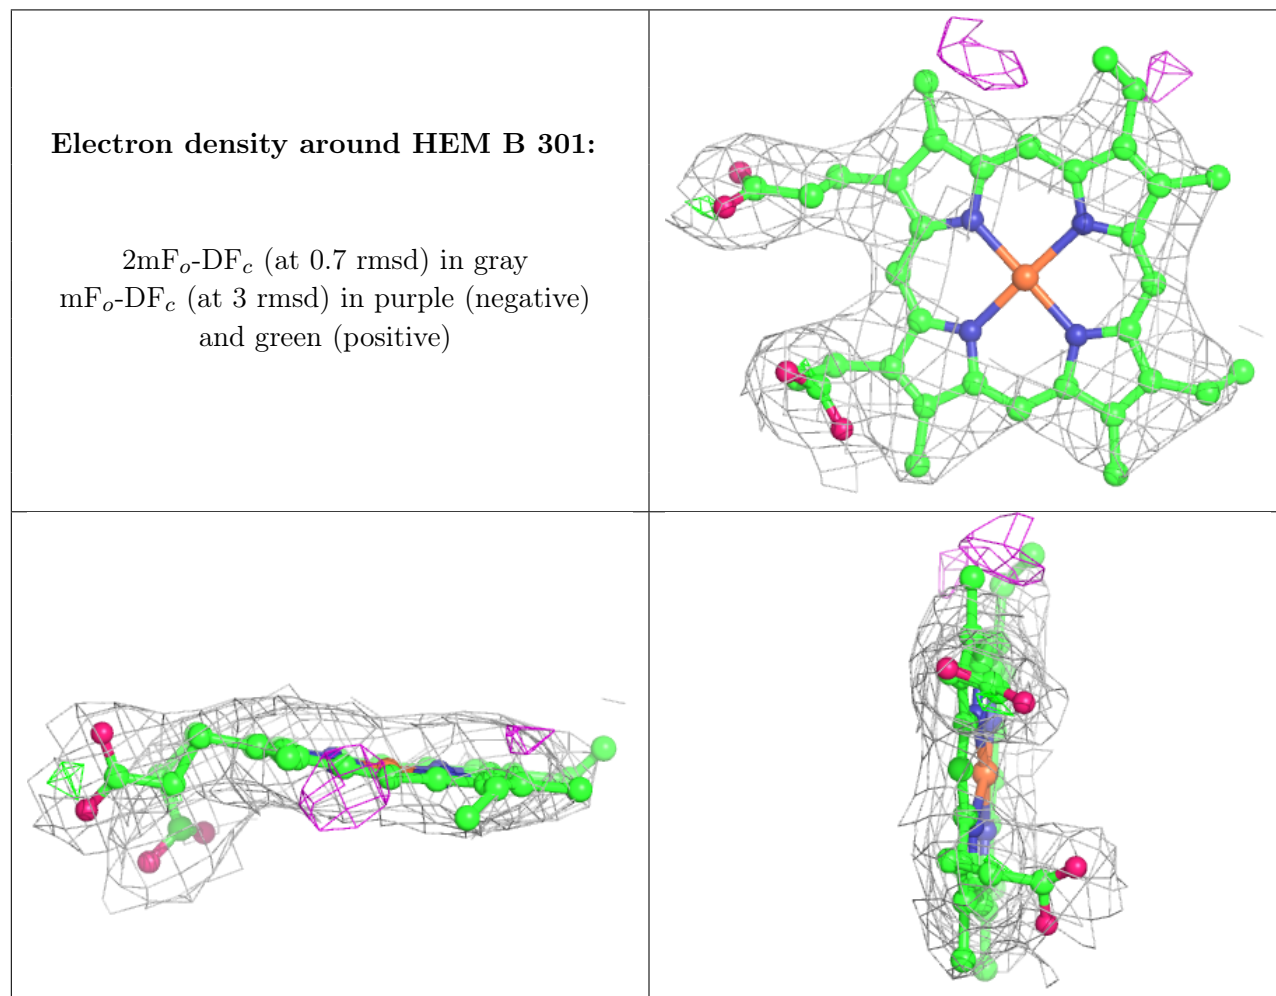 Electron density around HEM B 301:
2mFo-DFc (at 0.7 rmsd) in gray
mFo-DFc (at 3 rmsd) in purple (negative)
and green (positive)